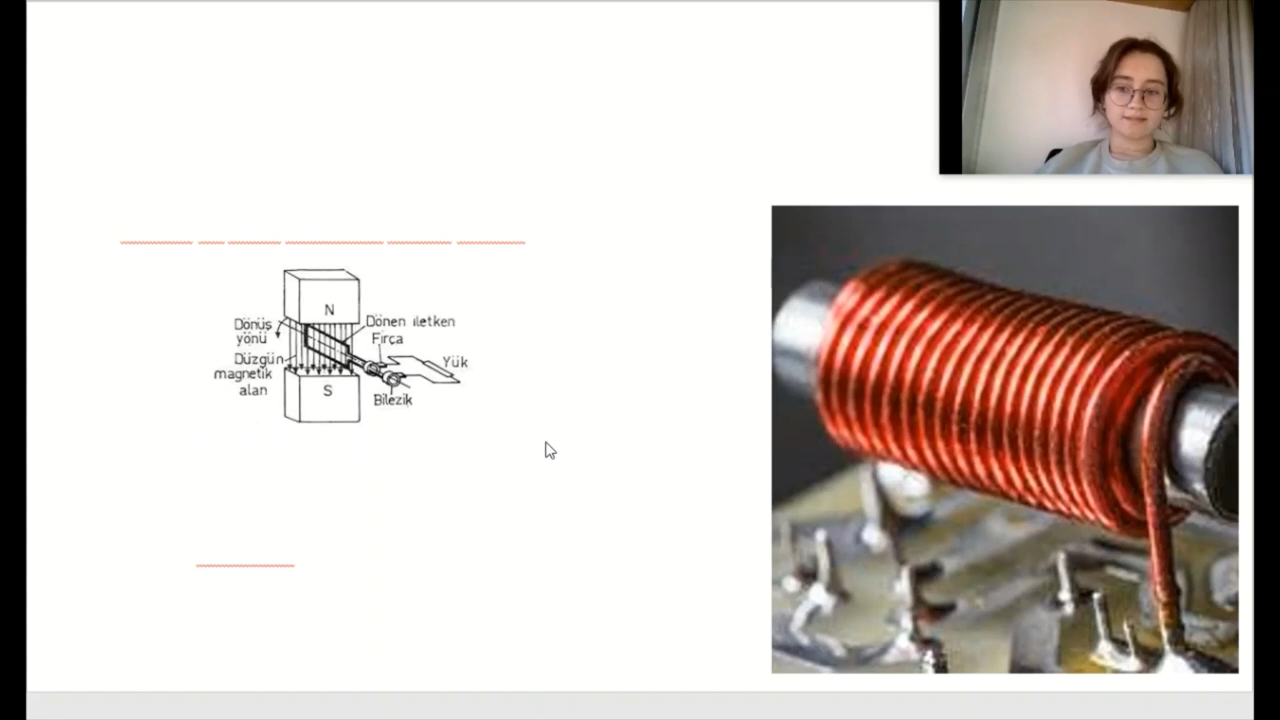 N
Dönüş
yönü
Dönen iletken
Fırça
Düzgün
magnetik
alan
Yük
S
Bilezik